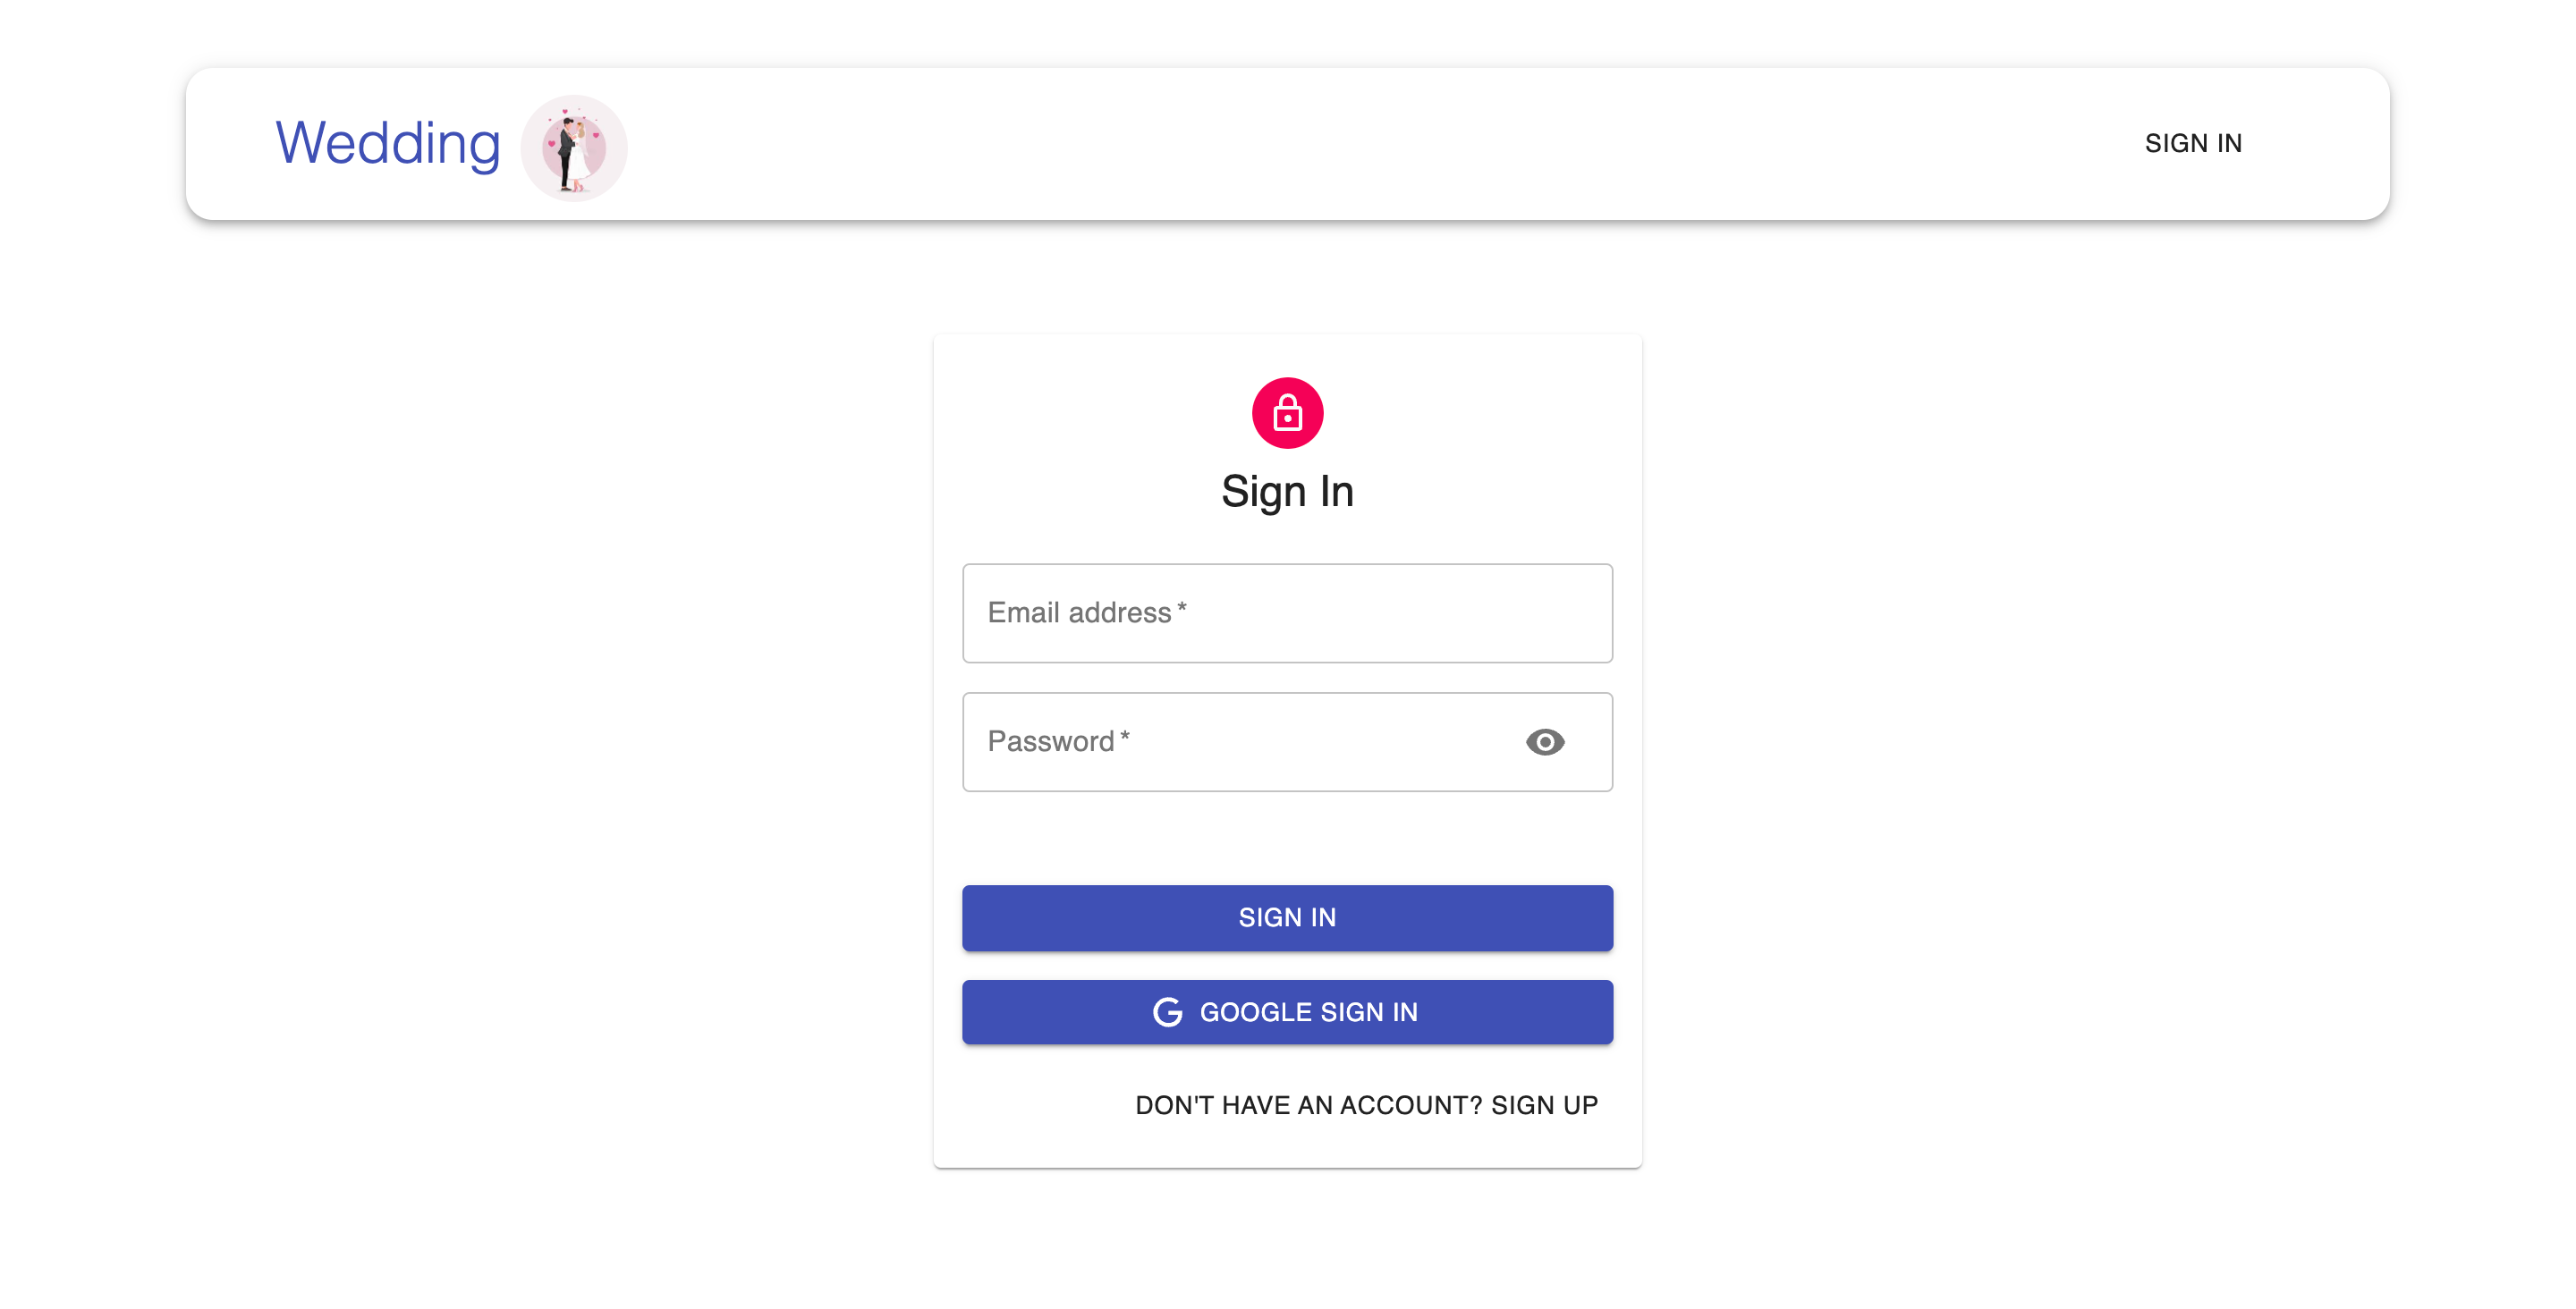 Wedding
SIGN IN
Sign In
Email address *
Password *
SIGN IN
GOOGLE SIGN IN
DON'T HAVE AN ACCOUNT? SIGN UP